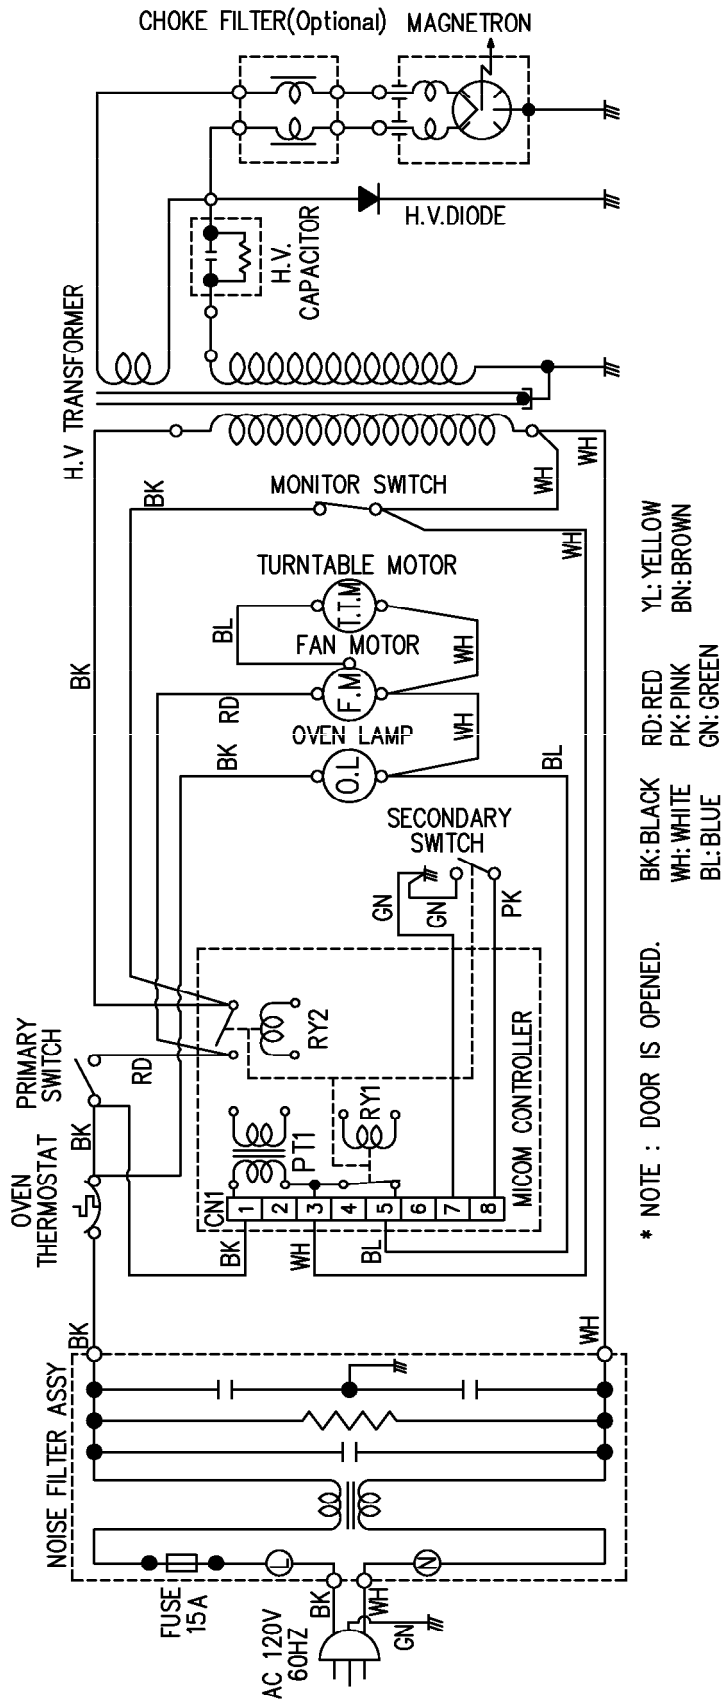 CHOKE FILTER(Optional)
MAGNETRON
H.V.DIODE
H.V.
CAPACITOR
H.V TRANSFORMER
WH
WH
BK
MONITOR SWITCH
WH
TURNTABLE MOTOR
T.T.M
BL
FAN MOTOR
WH
BK
F.M
RD
OVEN LAMP
WH
BK
O.L
BL
SECONDARY
SWITCH
GN
GN
PK
PRIMARY
SWITCH
RD
RY2
BK
RY1
PT1
MICOM CONTROLLER
OVEN
THERMOSTAT
CN1
1
2
3
4
5
6
7
8
BK
WH
BL
BK
WH
NOISE FILTER ASSY
FUSE
15A
L
N
BK
WH
GN
AC 120V
60HZ
* NOTE : DOOR IS OPENED.
BK:BLACK
RD:RED
YL:YELLOW
WH:WHITE
PK:PINK
BN:BROWN
BL:BLUE
GN:GREEN